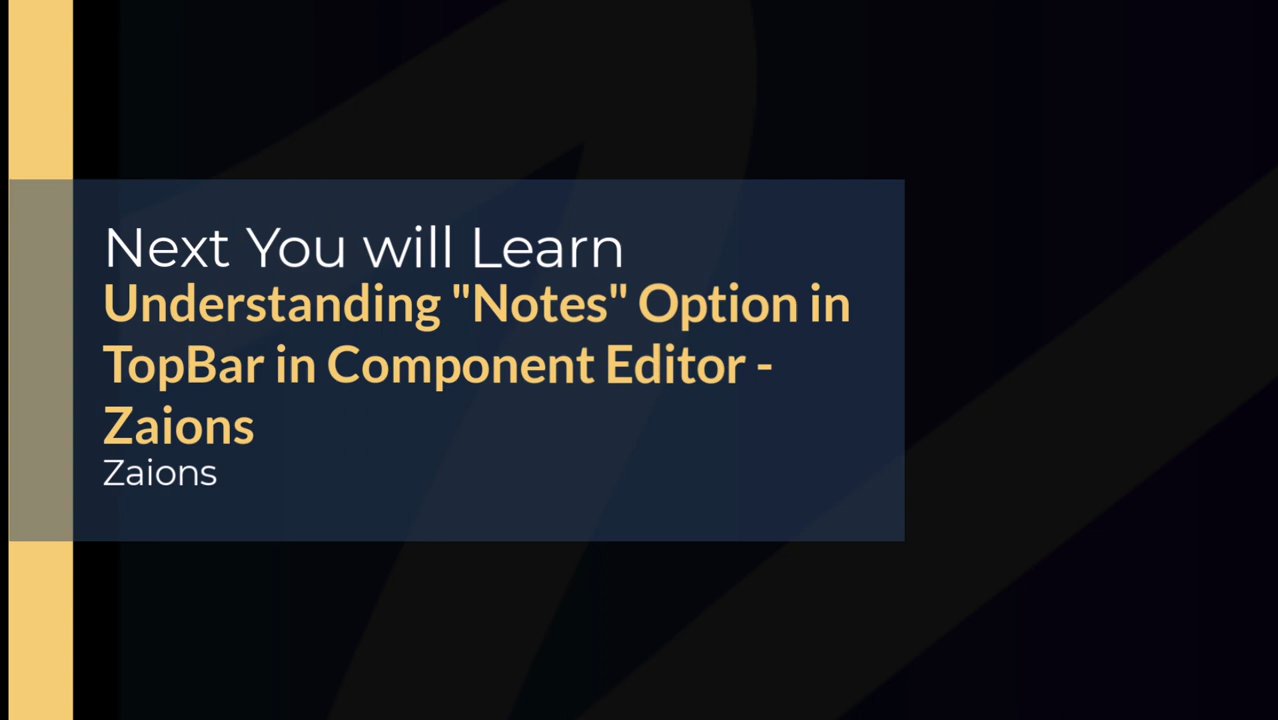 Next You will Learn
Understanding "Notes" Option in
TopBar in Component Editor -
Zaions
Zaions